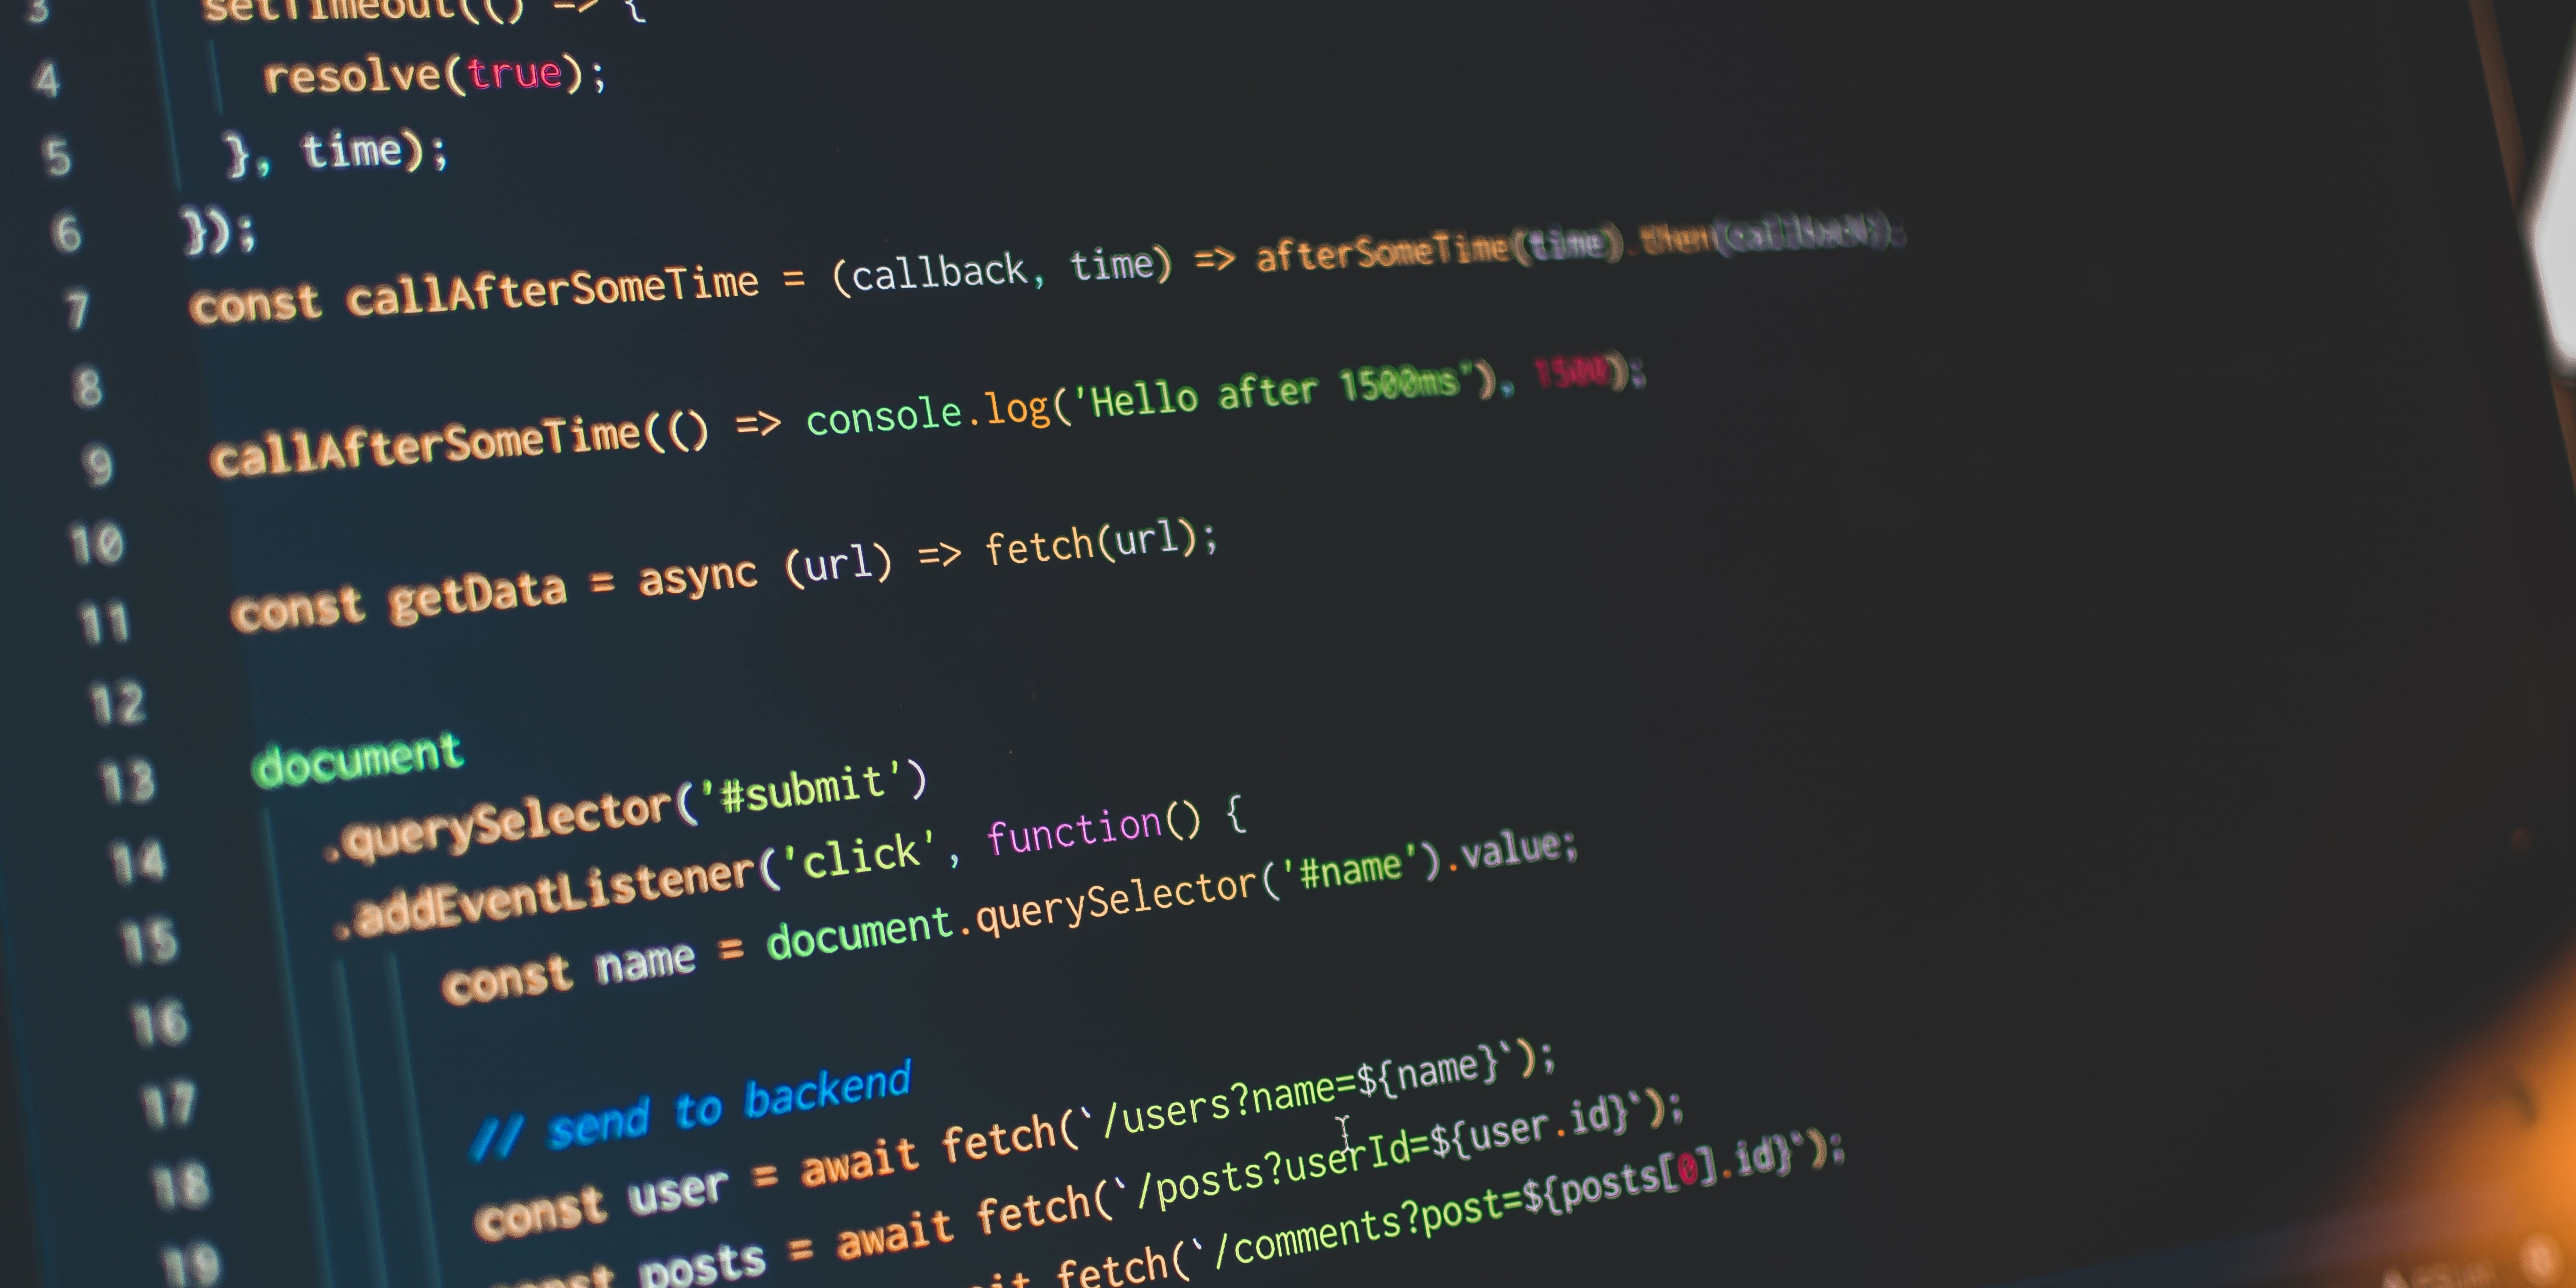 3 setTimeout(() => {
4 resolve(true);
5 }, time);
6 });
7 const callAfterSomeTime = (callback, time) => afterSomeTime(time).then(callback);
8
9 callAfterSomeTime(() => console.log('Hello after 1500ms'), 1500);
10
11 const getData = async (url) => fetch(url);
12
13 document
14 .querySelector('#submit')
15 .addEventListener('click', function() {
16 const name = document.querySelector('#name').value;
17
18 // send to backend
19 const user = await fetch(`/users?name=${name}`);
const posts = await fetch(`/posts?userId=${user.id}`);
fetch(`/comments?post=${posts[0].id}`);